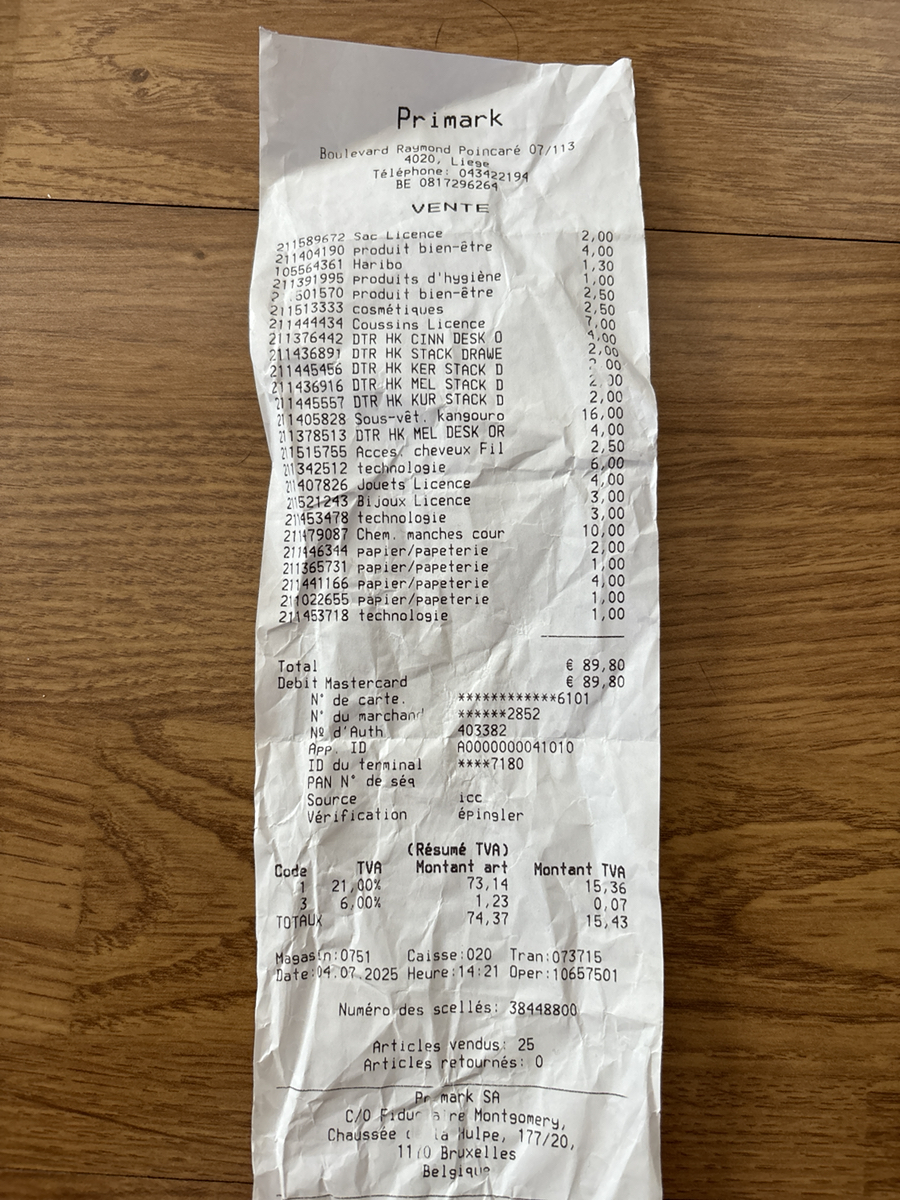 Primark
Boulevard Raymond Poincaré 07/113
4020, Liege
Téléphone: 043422194
BE 0817296264
VENTE
211589672 Sac Licence 2,00
211404190 produit bien-être 4,00
105564361 Haribo 1,30
211391995 produits d'hygiène 1,00
produit bien-être 2,50
211513333 cosmétiques 2,50
211444434 Coussins Licence 7,00
211376442 DTR HK CINN DESK O 4,00
211436891 DTR HK STACK DRAWE 2,00
211445456 DTR HK KER STACK D
211436916 DTR HK MEL STACK D
211445557 DTR HK KUR STACK D 2,00
211405828 Sous-vêt. kangouro 16,00
211378513 DTR HK MEL DESK OR 4,00
211515755 Acces. cheveux Fil 2,50
211342512 technologie 6,00
211407826 Jouets Licence 4,00
211521243 Bijoux Licence 3,00
211453478 technologie 3,00
211479087 Chem. manches cour 10,00
211446344 papier/papeterie 2,00
211365731 papier/papeterie 1,00
211441166 papier/papeterie 4,00
211022655 papier/papeterie 1,00
211453718 technologie 1,00
Total € 89,80
Debit Mastercard € 89,80
N° de carte. ************6101
N° du marchand ******2852
Nº d'Auth 403382
App. ID A0000000041010
ID du terminal ****7180
PAN N° de séq
Source icc
Vérification épingler
(Résumé TVA)
Code TVA Montant art Montant TVA
1 21,00% 73,14 15,36
3 6,00% 1,23 0,07
TOTAUX 74,37 15,43
Magasin:0751 Caisse:020 Tran:073715
Date:04.07.2025 Heure:14:21 Oper:10657501
Numéro des scellés: 38448800
Articles vendus: 25
Articles retournés: 0
Primark SA
C/O Fiduciaire Montgomery,
Chaussée de la Hulpe, 177/20,
1170 Bruxelles
Belgique